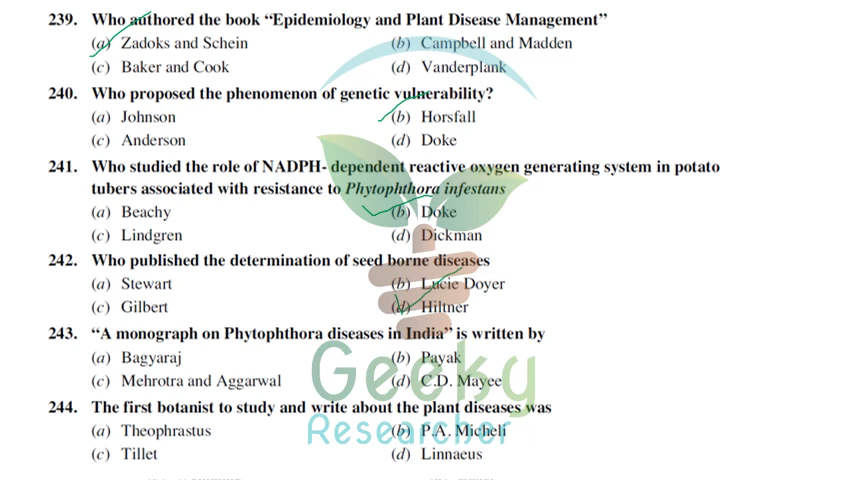 239. Who authored the book “Epidemiology and Plant Disease Management”
(a) Zadoks and Schein (b) Campbell and Madden
(c) Baker and Cook (d) Vanderplank
240. Who proposed the phenomenon of genetic vulnerability?
(a) Johnson (b) Horsfall
(c) Anderson (d) Doke
241. Who studied the role of NADPH- dependent reactive oxygen generating system in potato
tubers associated with resistance to Phytophthora infestans
(a) Beachy (b) Doke
(c) Lindgren (d) Dickman
242. Who published the determination of seed borne diseases
(a) Stewart (b) Lucie Doyer
(c) Gilbert (d) Hiltner
243. “A monograph on Phytophthora diseases in India” is written by
(a) Bagyaraj (b) Payak
(c) Mehrotra and Aggarwal (d) C.D. Mayee
Geeky
244. The first botanist to study and write about the plant diseases was
(a) Theophrastus (b) P.A. Micheli
Researcher
(c) Tillet (d) Linnaeus